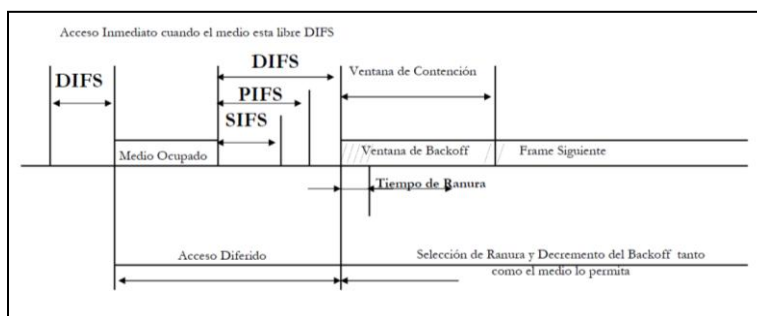 Acceso Inmediato cuando el medio esta libre DIFS
DIFS
DIFS
Ventana de Contención
PIFS
SIFS
Medio Ocupado
Ventana de Backoff
Frame Siguiente
Tiempo de Ranura
Acceso Diferido
Selección de Ranura y Decremento del Backoff tanto
como el medio lo permita